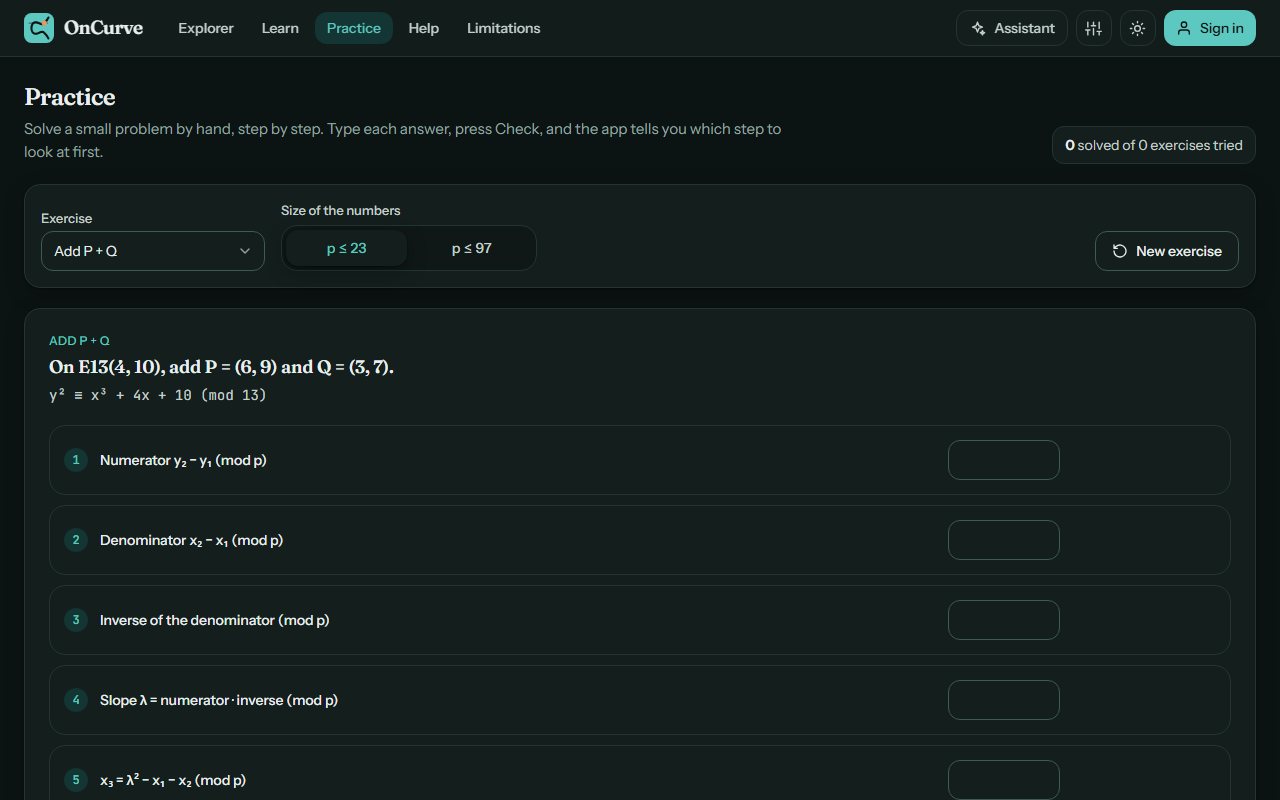 OnCurve
Explorer
Learn
Practice
Help
Limitations
Assistant
Sign in
Practice
Solve a small problem by hand, step by step. Type each answer, press Check, and the app tells you which step to
look at first.
0 solved of 0 exercises tried
Exercise
Add P + Q
Size of the numbers
p ≤ 23
p ≤ 97
New exercise
ADD P + Q
On E13(4, 10), add P = (6, 9) and Q = (3, 7).
y² ≡ x³ + 4x + 10 (mod 13)
1 Numerator y₂ − y₁ (mod p)
2 Denominator x₂ − x₁ (mod p)
3 Inverse of the denominator (mod p)
4 Slope λ = numerator · inverse (mod p)
5 x₃ = λ² − x₁ − x₂ (mod p)